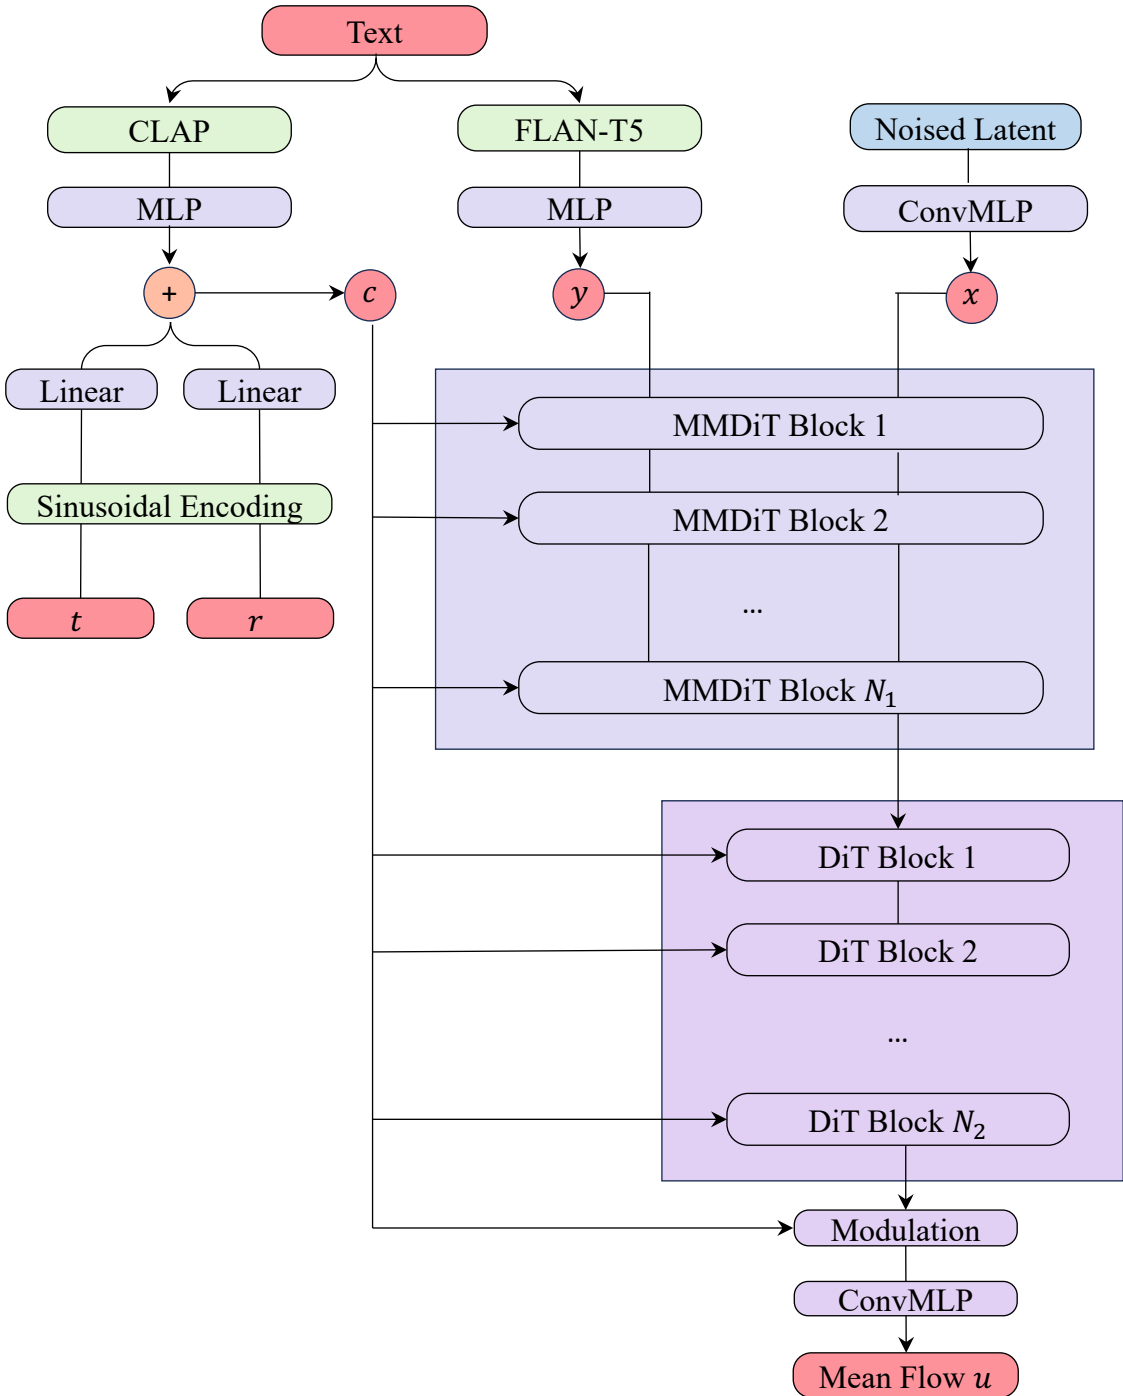 Text
CLAP
FLAN-T5
Noised Latent
MLP
MLP
ConvMLP
+
c
y
x
Linear
Linear
MMDiT Block 1
Sinusoidal Encoding
MMDiT Block 2
t
r
...
MMDiT Block N₁
DiT Block 1
DiT Block 2
...
DiT Block N₂
Modulation
ConvMLP
Mean Flow u